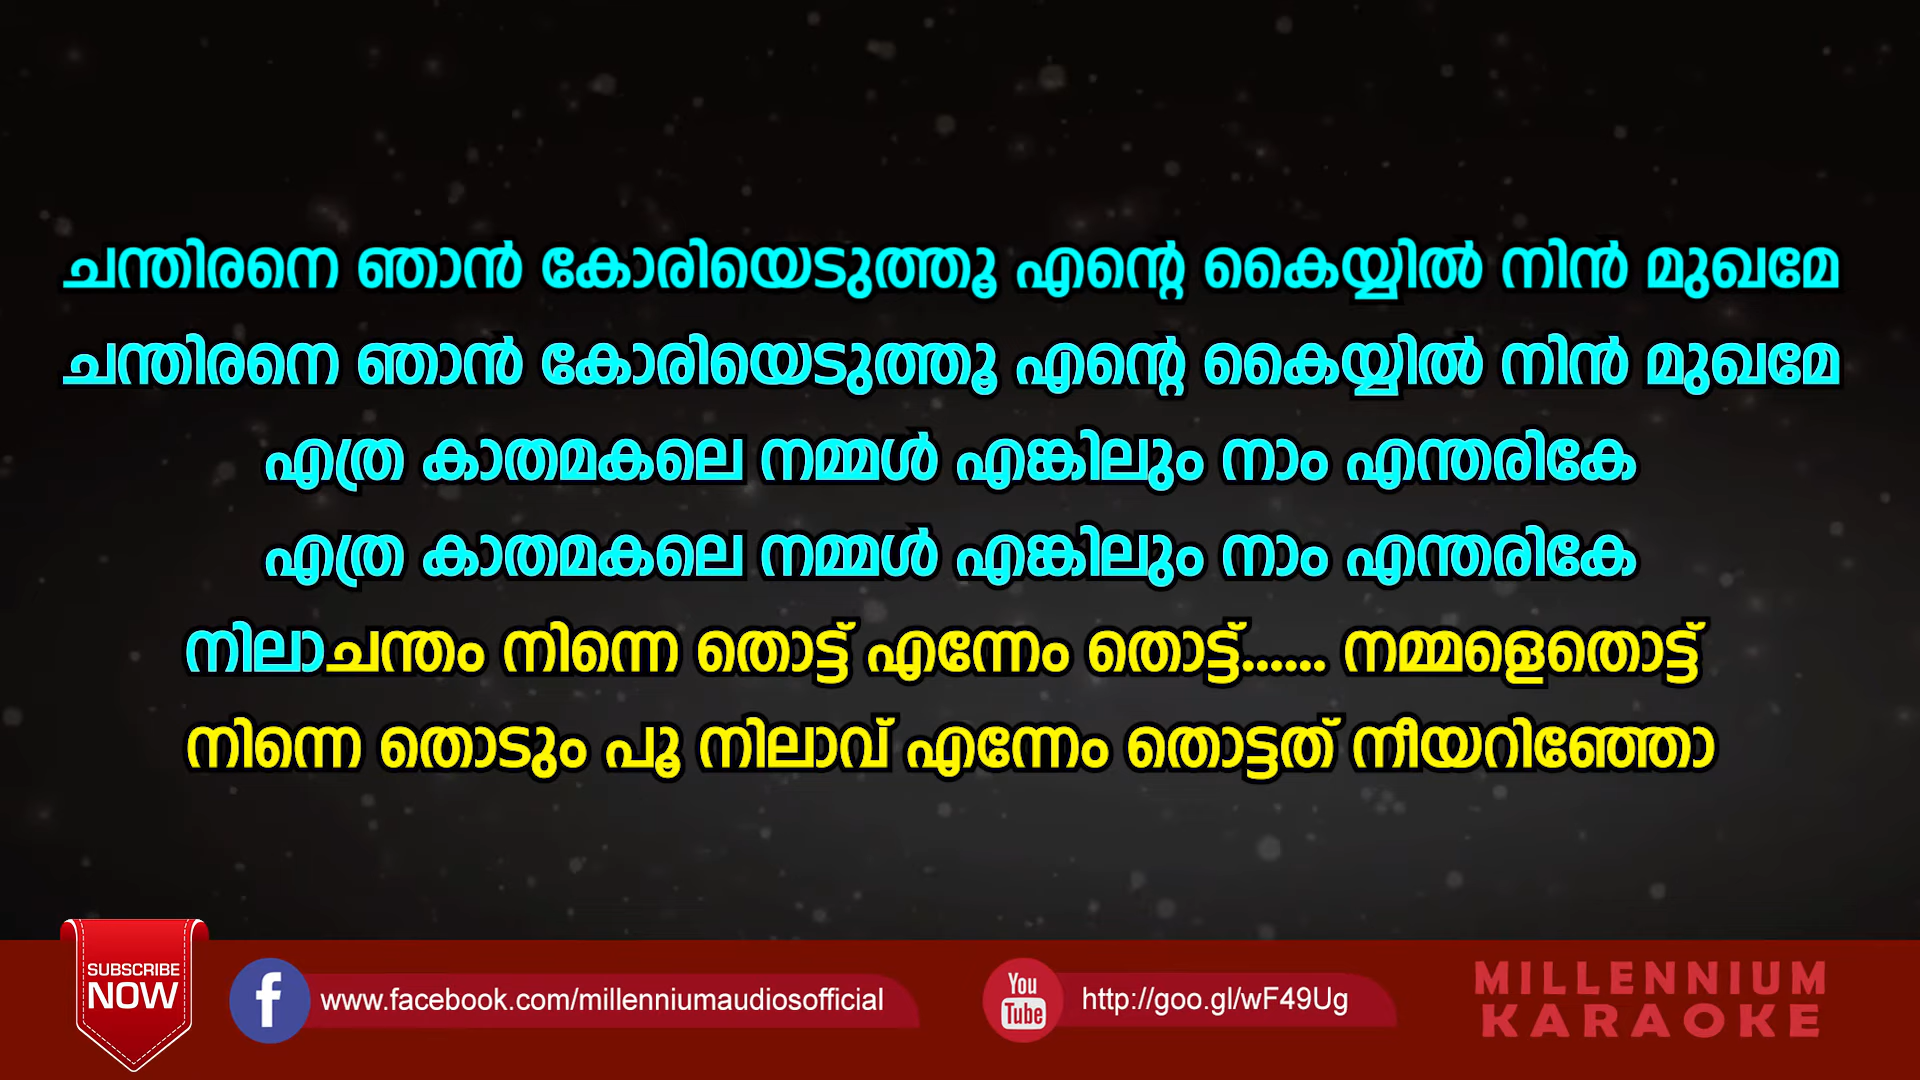 ചന്തിരനെ ഞാൻ കോരിയെടുത്തൂ എന്റെ കൈയ്യിൽ നിൻ മുഖമേ
ചന്തിരനെ ഞാൻ കോരിയെടുത്തൂ എന്റെ കൈയ്യിൽ നിൻ മുഖമേ
എത്ര കാതമകലെ നമ്മൾ എങ്കിലും നാം എന്തരികേ
എത്ര കാതമകലെ നമ്മൾ എങ്കിലും നാം എന്തരികേ
നിലാചന്തം നിന്നെ തൊട്ട് എന്നേം തൊട്ട്...... നമ്മളെതൊട്ട്
നിന്നെ തൊടും പൂ നിലാവ് എന്നേം തൊട്ടത് നീയറിഞ്ഞോ
SUBSCRIBE
NOW
f www.facebook.com/millenniumaudiosofficial
You
Tube
http://goo.gl/wF49Ug
MILLENNIUM
KARAOKE